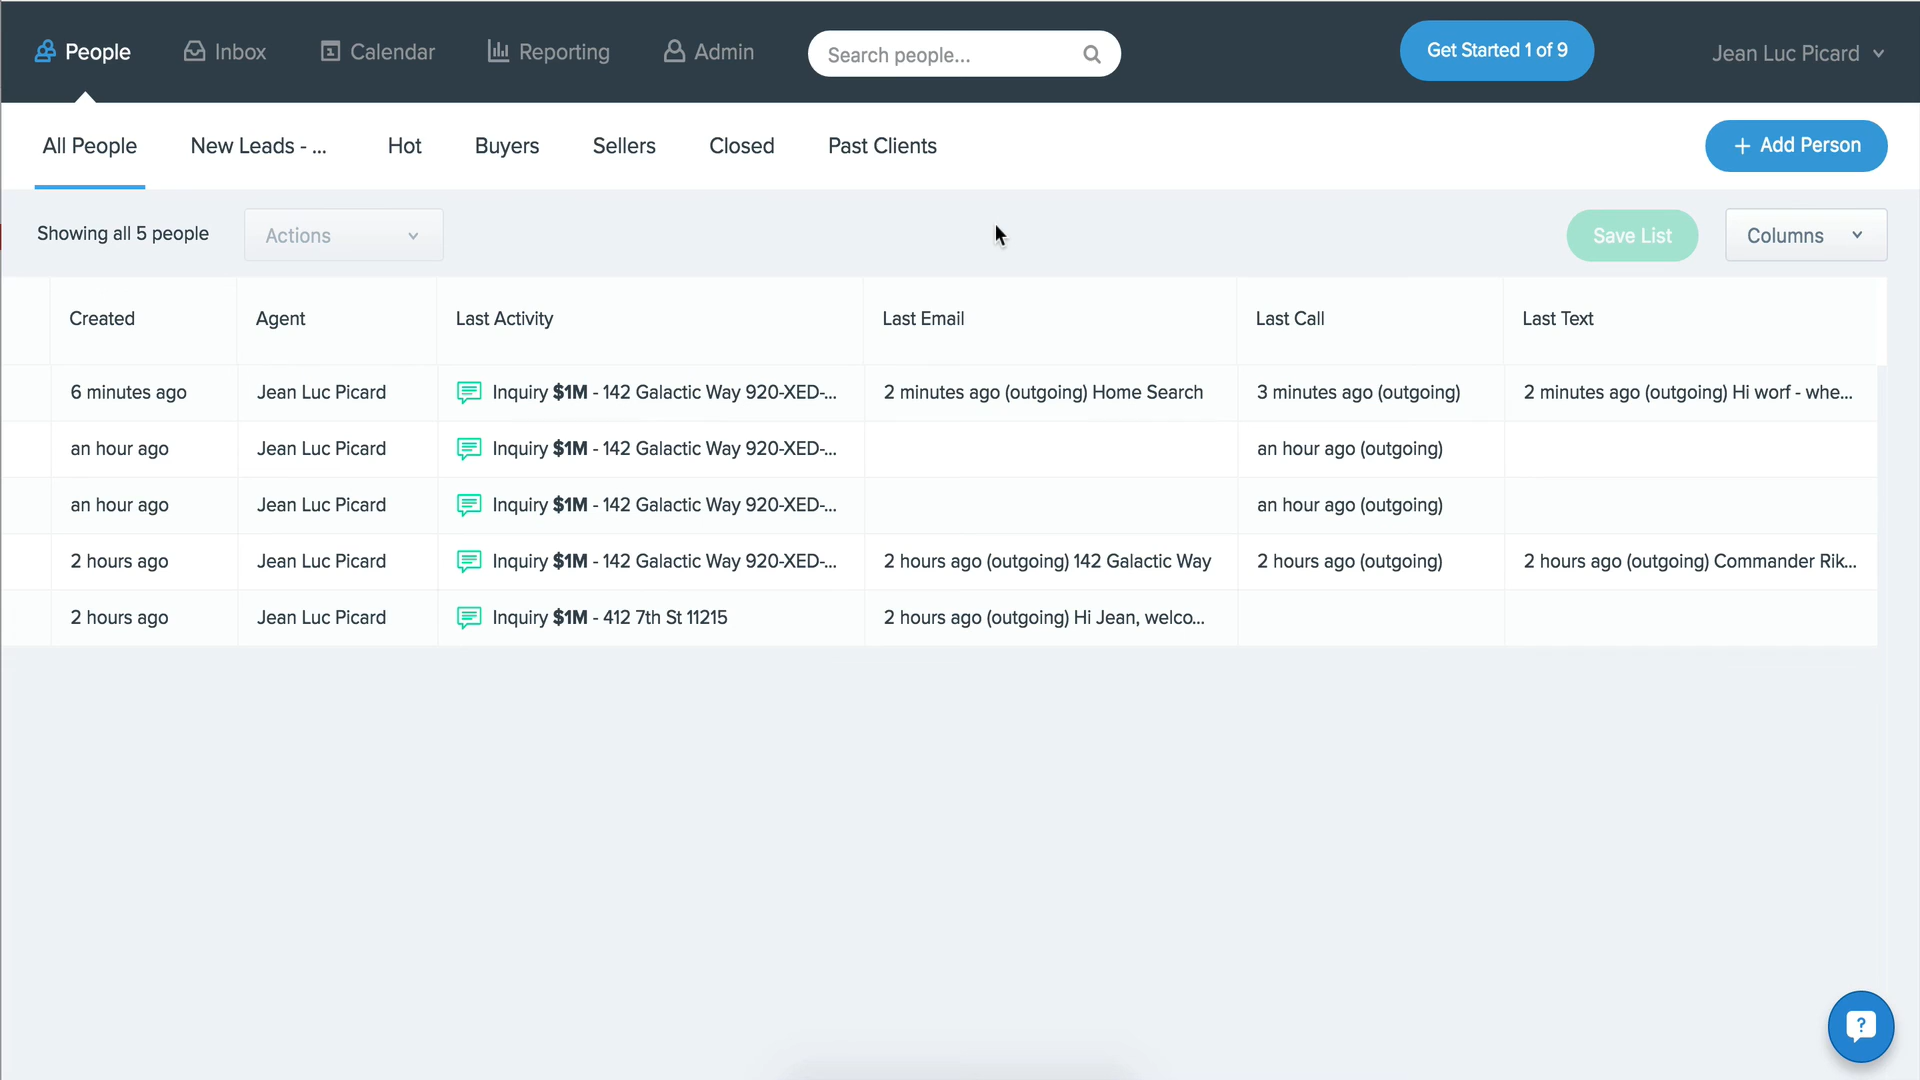 People Inbox Calendar Reporting Admin Search people... Get Started 1 of 9 Jean Luc Picard
All People New Leads - ... Hot Buyers Sellers Closed Past Clients + Add Person
Showing all 5 people Actions Save List Columns
Created Agent Last Activity Last Email Last Call Last Text
6 minutes ago Jean Luc Picard Inquiry $1M - 142 Galactic Way 920-XED-... 2 minutes ago (outgoing) Home Search 3 minutes ago (outgoing) 2 minutes ago (outgoing) Hi worf - whe...
an hour ago Jean Luc Picard Inquiry $1M - 142 Galactic Way 920-XED-... an hour ago (outgoing)
an hour ago Jean Luc Picard Inquiry $1M - 142 Galactic Way 920-XED-... an hour ago (outgoing)
2 hours ago Jean Luc Picard Inquiry $1M - 142 Galactic Way 920-XED-... 2 hours ago (outgoing) 142 Galactic Way 2 hours ago (outgoing) 2 hours ago (outgoing) Commander Rik...
2 hours ago Jean Luc Picard Inquiry $1M - 412 7th St 11215 2 hours ago (outgoing) Hi Jean, welco...